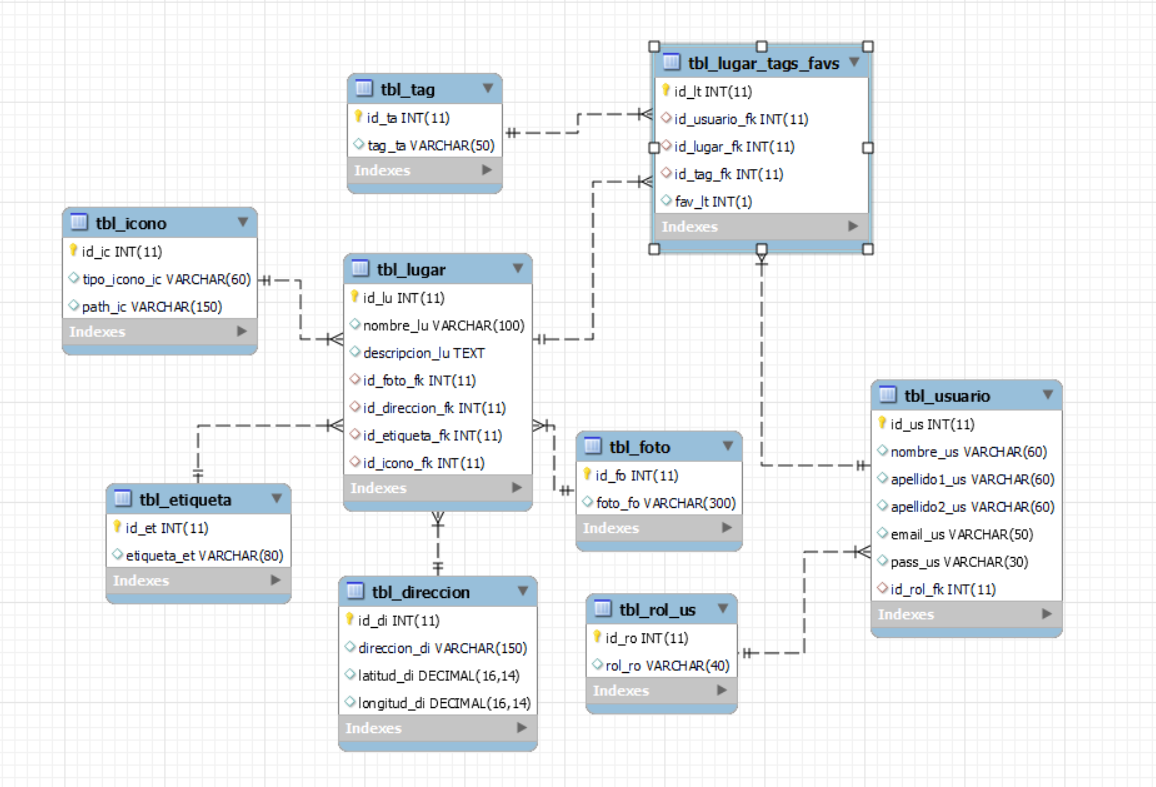 tbl_lugar_tags_favs
id_lt INT(11)
id_usuario_fk INT(11)
id_lugar_fk INT(11)
id_tag_fk INT(11)
fav_lt INT(1)
Indexes
tbl_tag
id_ta INT(11)
tag_ta VARCHAR(50)
Indexes
tbl_icono
id_ic INT(11)
tipo_icono_ic VARCHAR(60)
path_ic VARCHAR(150)
Indexes
tbl_lugar
id_lu INT(11)
nombre_lu VARCHAR(100)
descripcion_lu TEXT
id_foto_fk INT(11)
id_direccion_fk INT(11)
id_etiqueta_fk INT(11)
id_icono_fk INT(11)
Indexes
tbl_usuario
id_us INT(11)
nombre_us VARCHAR(60)
apellido1_us VARCHAR(60)
apellido2_us VARCHAR(60)
email_us VARCHAR(50)
pass_us VARCHAR(30)
id_rol_fk INT(11)
Indexes
tbl_foto
id_fo INT(11)
foto_fo VARCHAR(300)
Indexes
tbl_etiqueta
id_et INT(11)
etiqueta_et VARCHAR(80)
Indexes
tbl_direccion
id_di INT(11)
direccion_di VARCHAR(150)
latitud_di DECIMAL(16,14)
longitud_di DECIMAL(16,14)
Indexes
tbl_rol_us
id_ro INT(11)
rol_ro VARCHAR(40)
Indexes